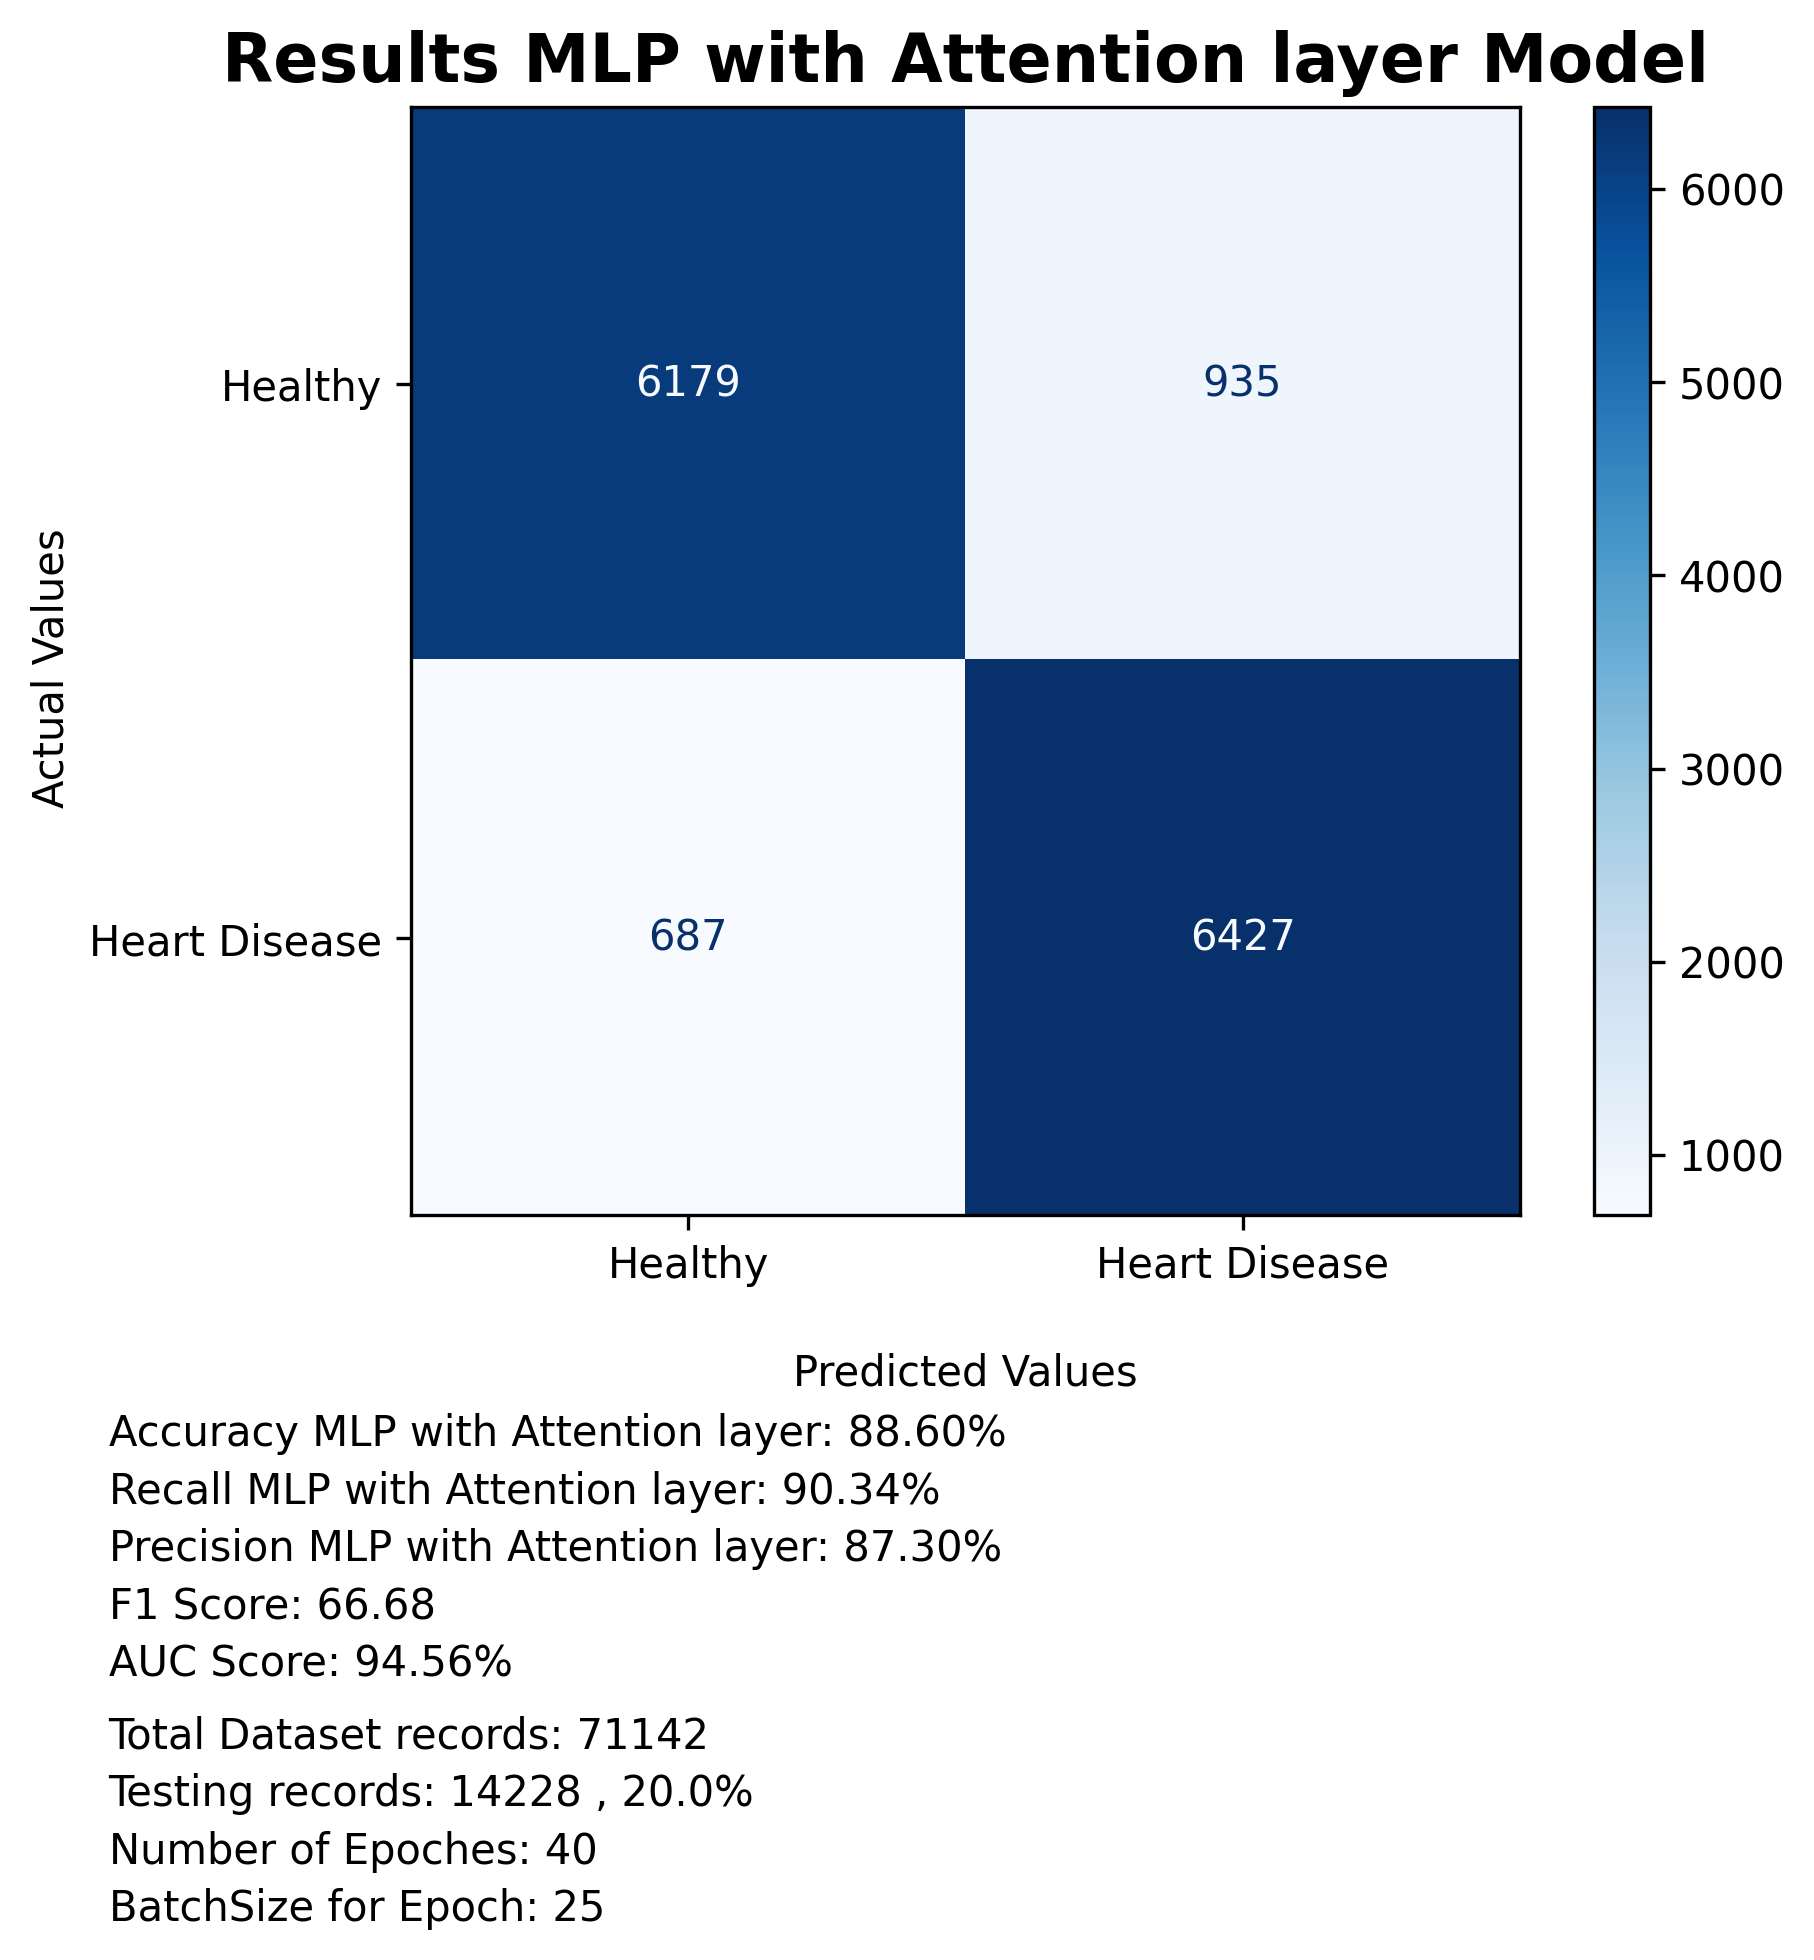 Results MLP with Attention layer Model
Actual Values
Healthy
6179
935
Heart Disease
687
6427
6000
5000
4000
3000
2000
1000
Healthy
Heart Disease
Predicted Values
Accuracy MLP with Attention layer: 88.60%
Recall MLP with Attention layer: 90.34%
Precision MLP with Attention layer: 87.30%
F1 Score: 66.68
AUC Score: 94.56%
Total Dataset records: 71142
Testing records: 14228 , 20.0%
Number of Epoches: 40
BatchSize for Epoch: 25